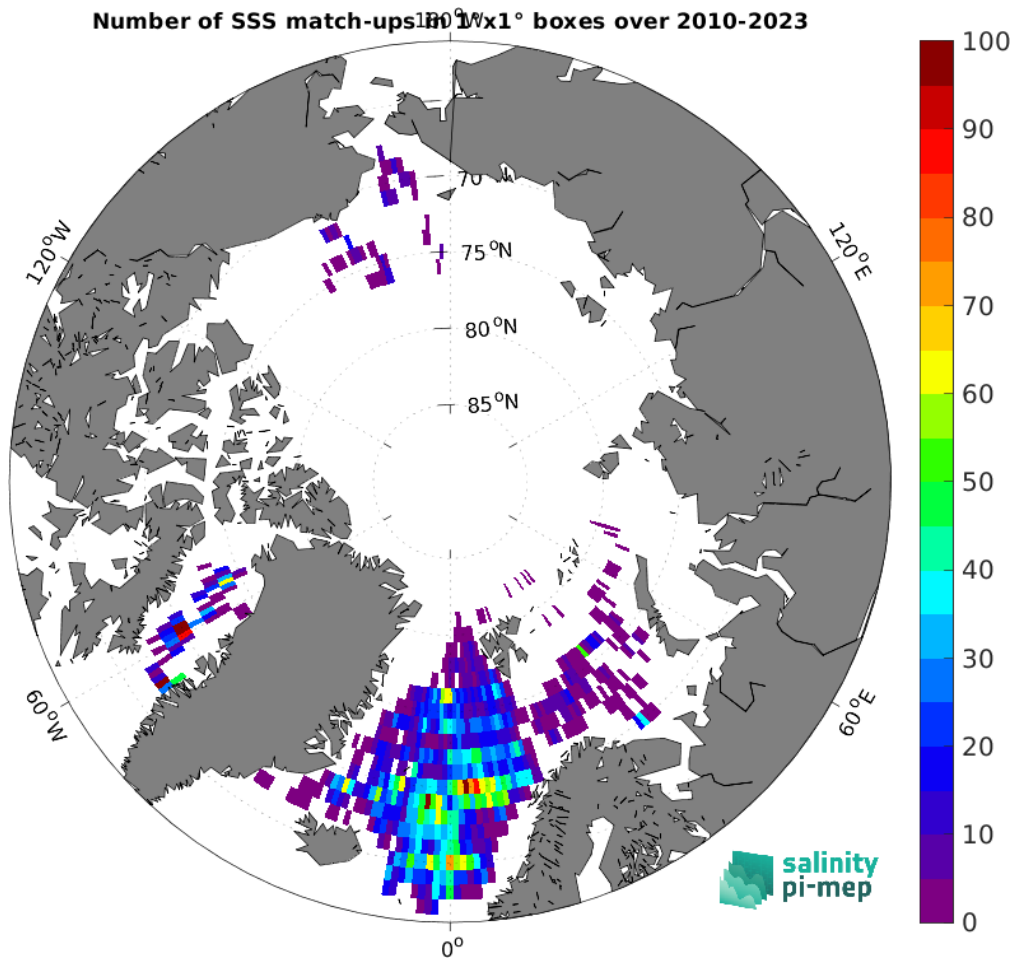 Number of SSS match-ups in 1°x1° boxes over 2010-2023
180°W
120°W
120°E
70°N
75°N
80°N
85°N
60°W
60°E
0°
100
90
80
70
60
50
40
30
20
10
0
salinity
pi-mep